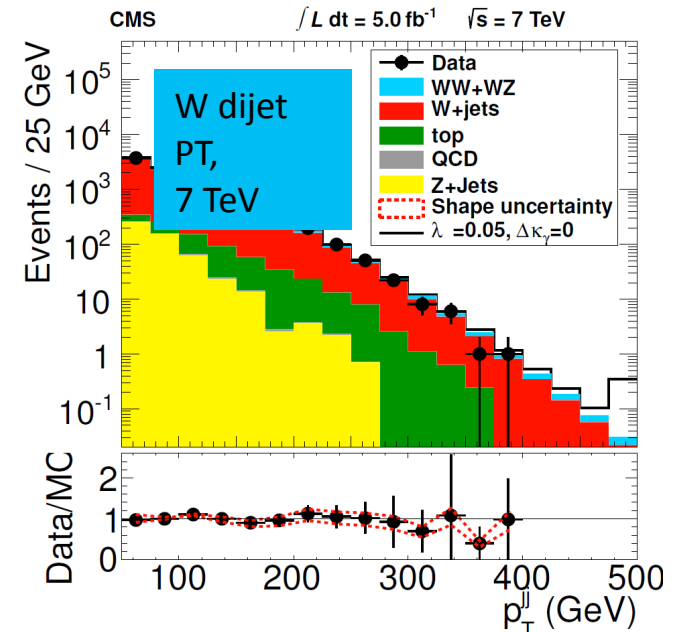 CMS ∫ L dt = 5.0 fb⁻¹ √s = 7 TeV
Events / 25 GeV
10⁵
10⁴
10³
10²
10
1
10⁻¹
W dijet
PT,
7 TeV
Data
WW+WZ
W+jets
top
QCD
Z+Jets
Shape uncertainty
λ =0.05, Δκγ=0
Data/MC
2
1
0
100 200 300 400 500
p_T^jj (GeV)